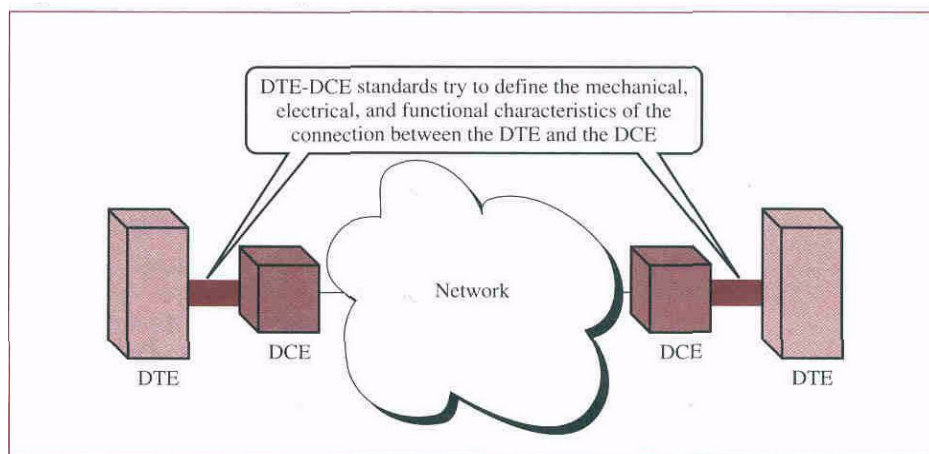 DTE-DCE standards try to define the mechanical,
electrical, and functional characteristics of the
connection between the DTE and the DCE
Network
DCE
DCE
DTE
DTE